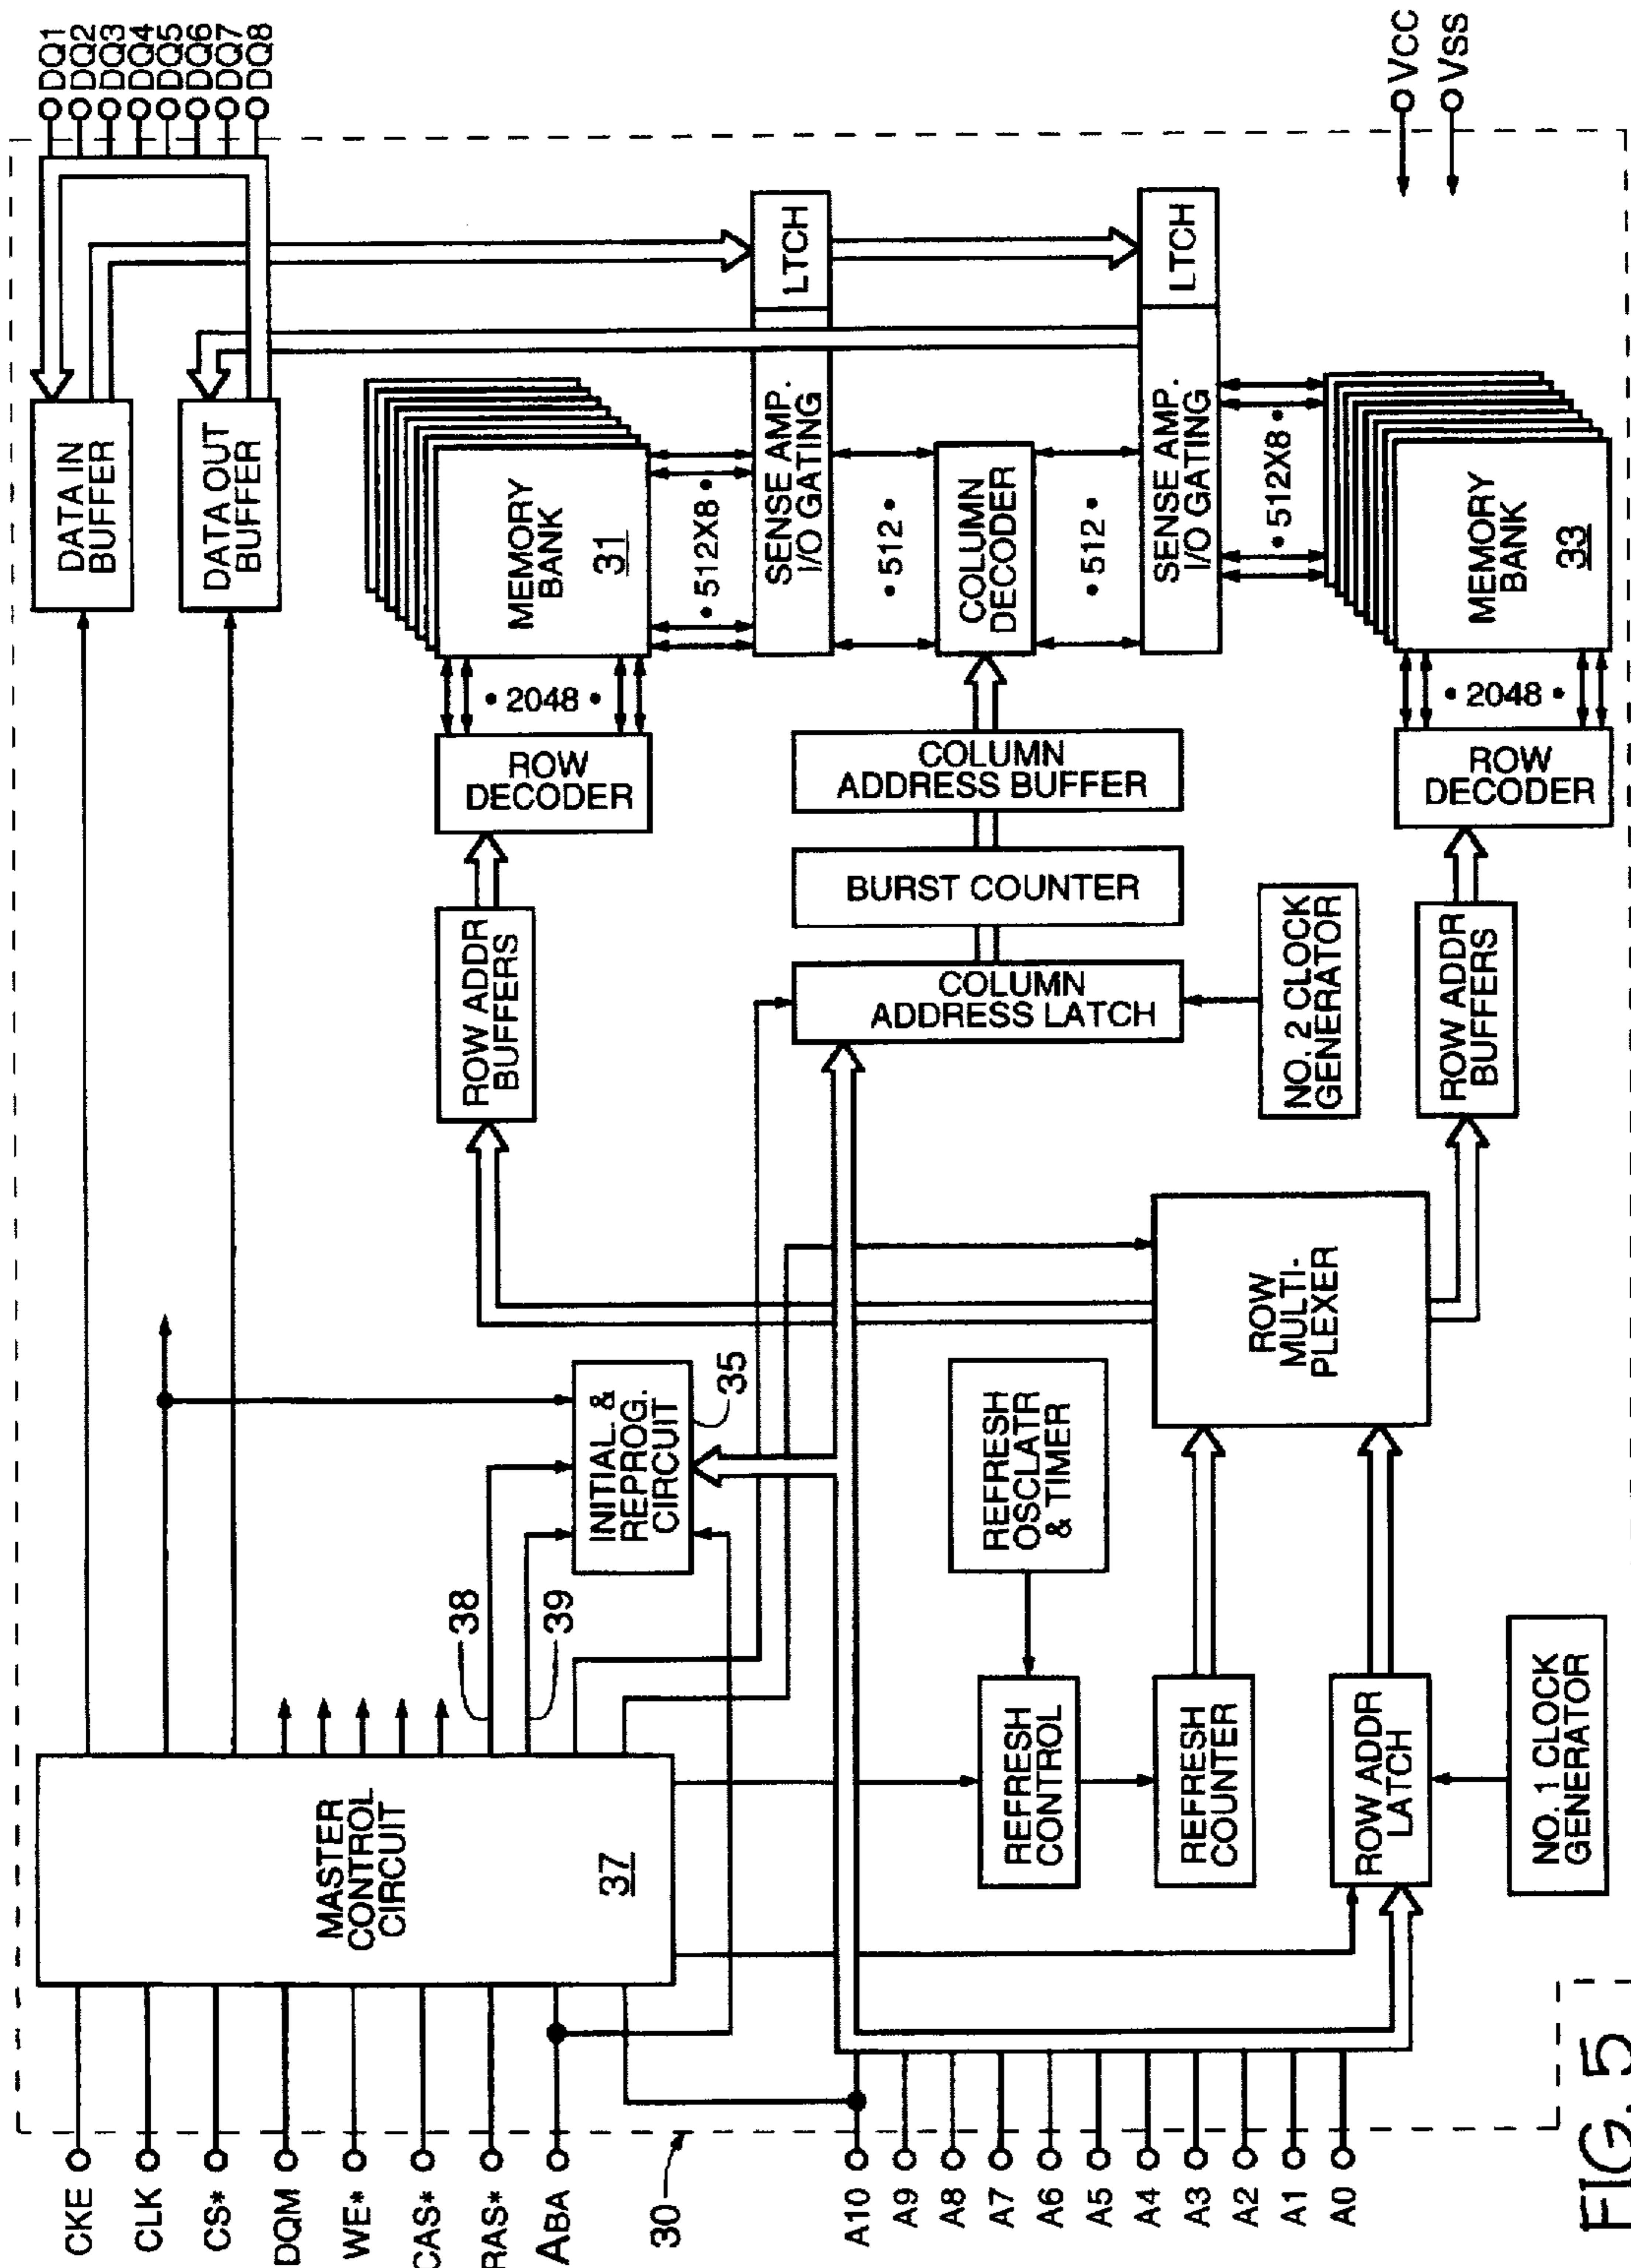 CKE
CLK
CS*
DQM
WE*
CAS*
RAS*
ABA
30
A10
A9
A8
A7
A6
A5
A4
A3
A2
A1
A0
MASTER
CONTROL
CIRCUIT
37
38
39
INITIAL. &
REPROG.
CIRCUIT
35
REFRESH
CONTROL
REFRESH
OSCLATR
& TIMER
REFRESH
COUNTER
ROW ADDR
LATCH
NO. 1 CLOCK
GENERATOR
ROW
MULTI-
PLEXER
ROW ADDR
BUFFERS
COLUMN
ADDRESS LATCH
NO. 2 CLOCK
GENERATOR
ROW ADDR
BUFFERS
BURST COUNTER
COLUMN
ADDRESS BUFFER
ROW
DECODER
ROW
DECODER
• 2048 •
• 2048 •
DATA IN
BUFFER
DATA OUT
BUFFER
MEMORY
BANK
31
• 512X8 •
SENSE AMP.
I/O GATING
LTCH
• 512 •
COLUMN
DECODER
• 512 •
SENSE AMP.
I/O GATING
LTCH
• 512X8 •
MEMORY
BANK
33
DQ1
DQ2
DQ3
DQ4
DQ5
DQ6
DQ7
DQ8
VCC
VSS
FIG. 5